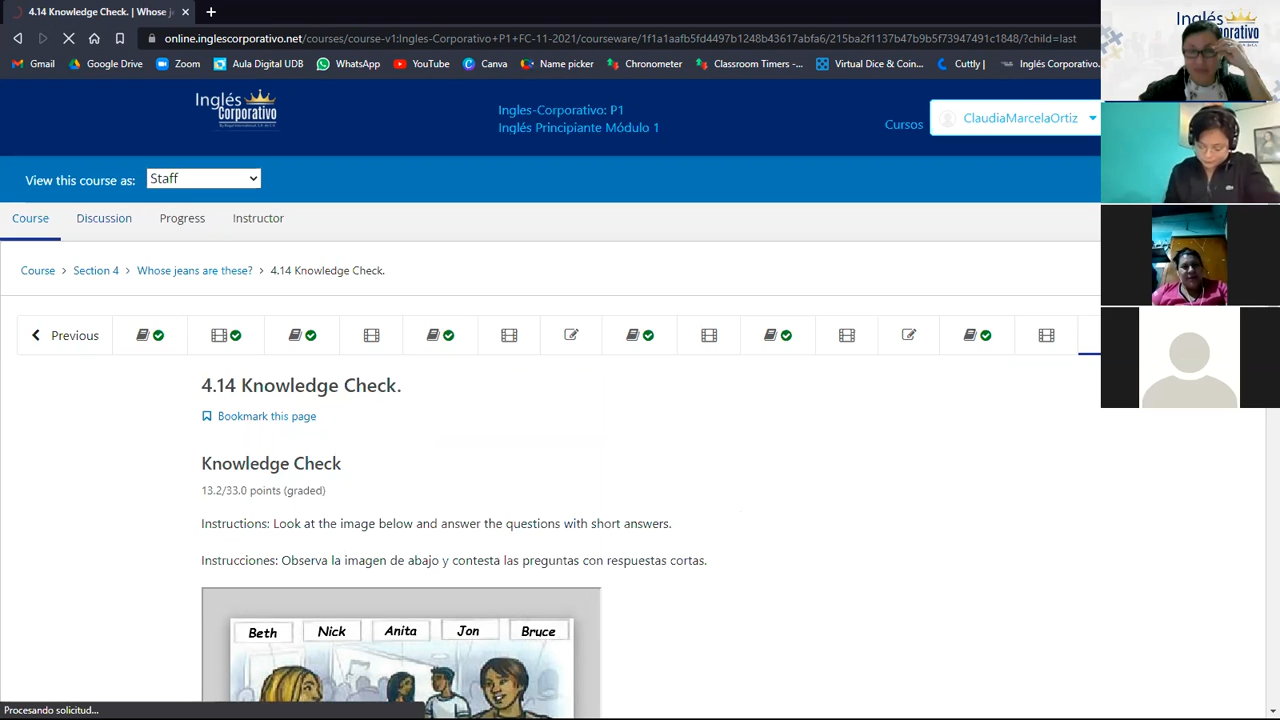 4.14 Knowledge Check. | Whose je
online.inglescorporativo.net/courses/course-v1:Ingles-Corporativo+P1+FC10112021/courseware/1f1a1aafb5fd4497b1248b4361f0afa6/215ba2f1137b47b9b5f73947491c1848/?child=last
Gmail
Google Drive
Zoom
Aula Digital EDB
WhatsApp
YouTube
Canva
Name picker
Chronometer
Classroom Timers -...
Virtual Dice & Coin...
Cuttly |
Inglés Corporativo.
Inglés Corporativo
Ingles-Corporativo: P1
Inglés Principiante Módulo 1
Cursos
ClaudiaMarcelaOrtiz
View this course as:
Staff
Course
Discussion
Progress
Instructor
Course > Section 4 > Whose jeans are these? > 4.14 Knowledge Check.
Previous
4.14 Knowledge Check.
Bookmark this page
Knowledge Check
13.2/33.0 points (graded)
Instructions: Look at the image below and answer the questions with short answers.
Instrucciones: Observa la imagen de abajo y contesta las preguntas con respuestas cortas.
Beth
Nick
Anita
Jon
Bruce
Procesando solicitud...